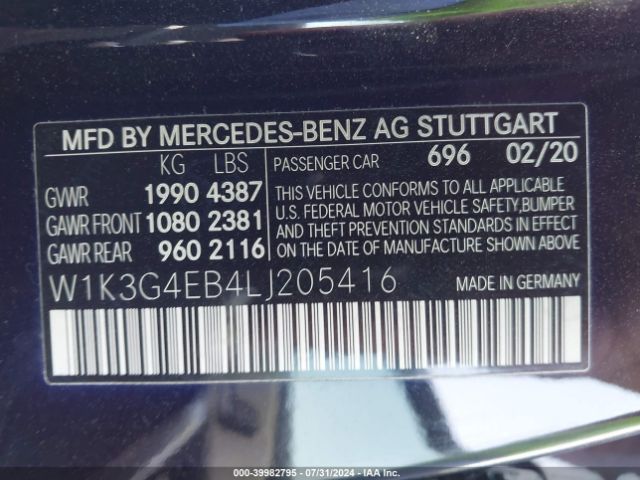 MFD BY MERCEDES-BENZ AG STUTTGART
KG LBS PASSENGER CAR 696 02/20
GVWR 1990 4387
GAWR FRONT 1080 2381
GAWR REAR 960 2116
THIS VEHICLE CONFORMS TO ALL APPLICABLE
U.S. FEDERAL MOTOR VEHICLE SAFETY, BUMPER
AND THEFT PREVENTION STANDARDS IN EFFECT
ON THE DATE OF MANUFACTURE SHOWN ABOVE.
W1K3G4EB4LJ205416 MADE IN GERMANY
000-39982795 - 07/31/2024 - IAA Inc.